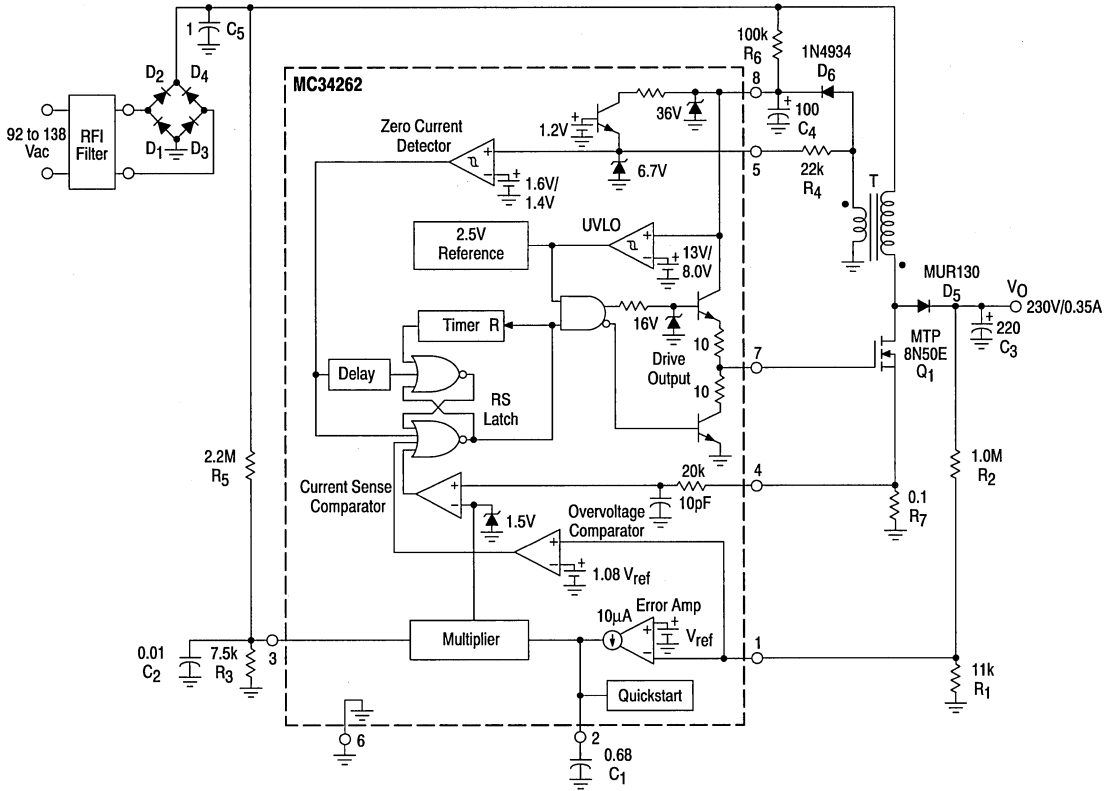 1
C5
D2
D4
D1
D3
92 to 138
Vac
RFI
Filter
MC34262
100k
R6
1N4934
D6
8
100
C4
36V
1.2V
Zero Current
Detector
6.7V
1.6V/
1.4V
5
22k
R4
T
2.5V
Reference
UVLO
13V/
8.0V
MUR130
D5
VO
230V/0.35A
220
C3
16V
10
Timer R
Drive
Output
10
7
MTP
8N50E
Q1
Delay
RS
Latch
2.2M
R5
20k
10pF
4
1.0M
R2
0.1
R7
Current Sense
Comparator
1.5V
Overvoltage
Comparator
1.08 Vref
10μA
Error Amp
Vref
1
Multiplier
0.01
C2
7.5k
R3
3
Quickstart
11k
R1
6
2
0.68
C1
+
−
+
−
+
−
+
−
+
−
+
+
+
+
+
+
+